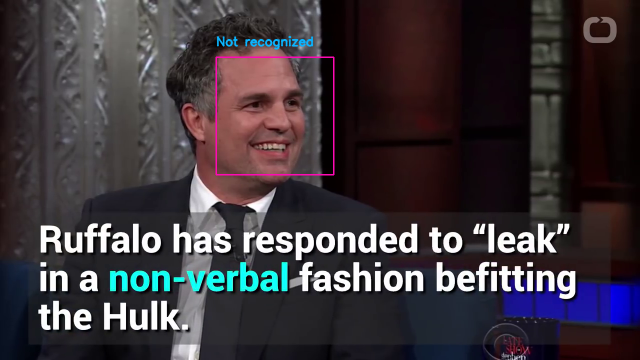 Not recognized
Ruffalo has responded to “leak”
in a non-verbal fashion befitting
the Hulk.